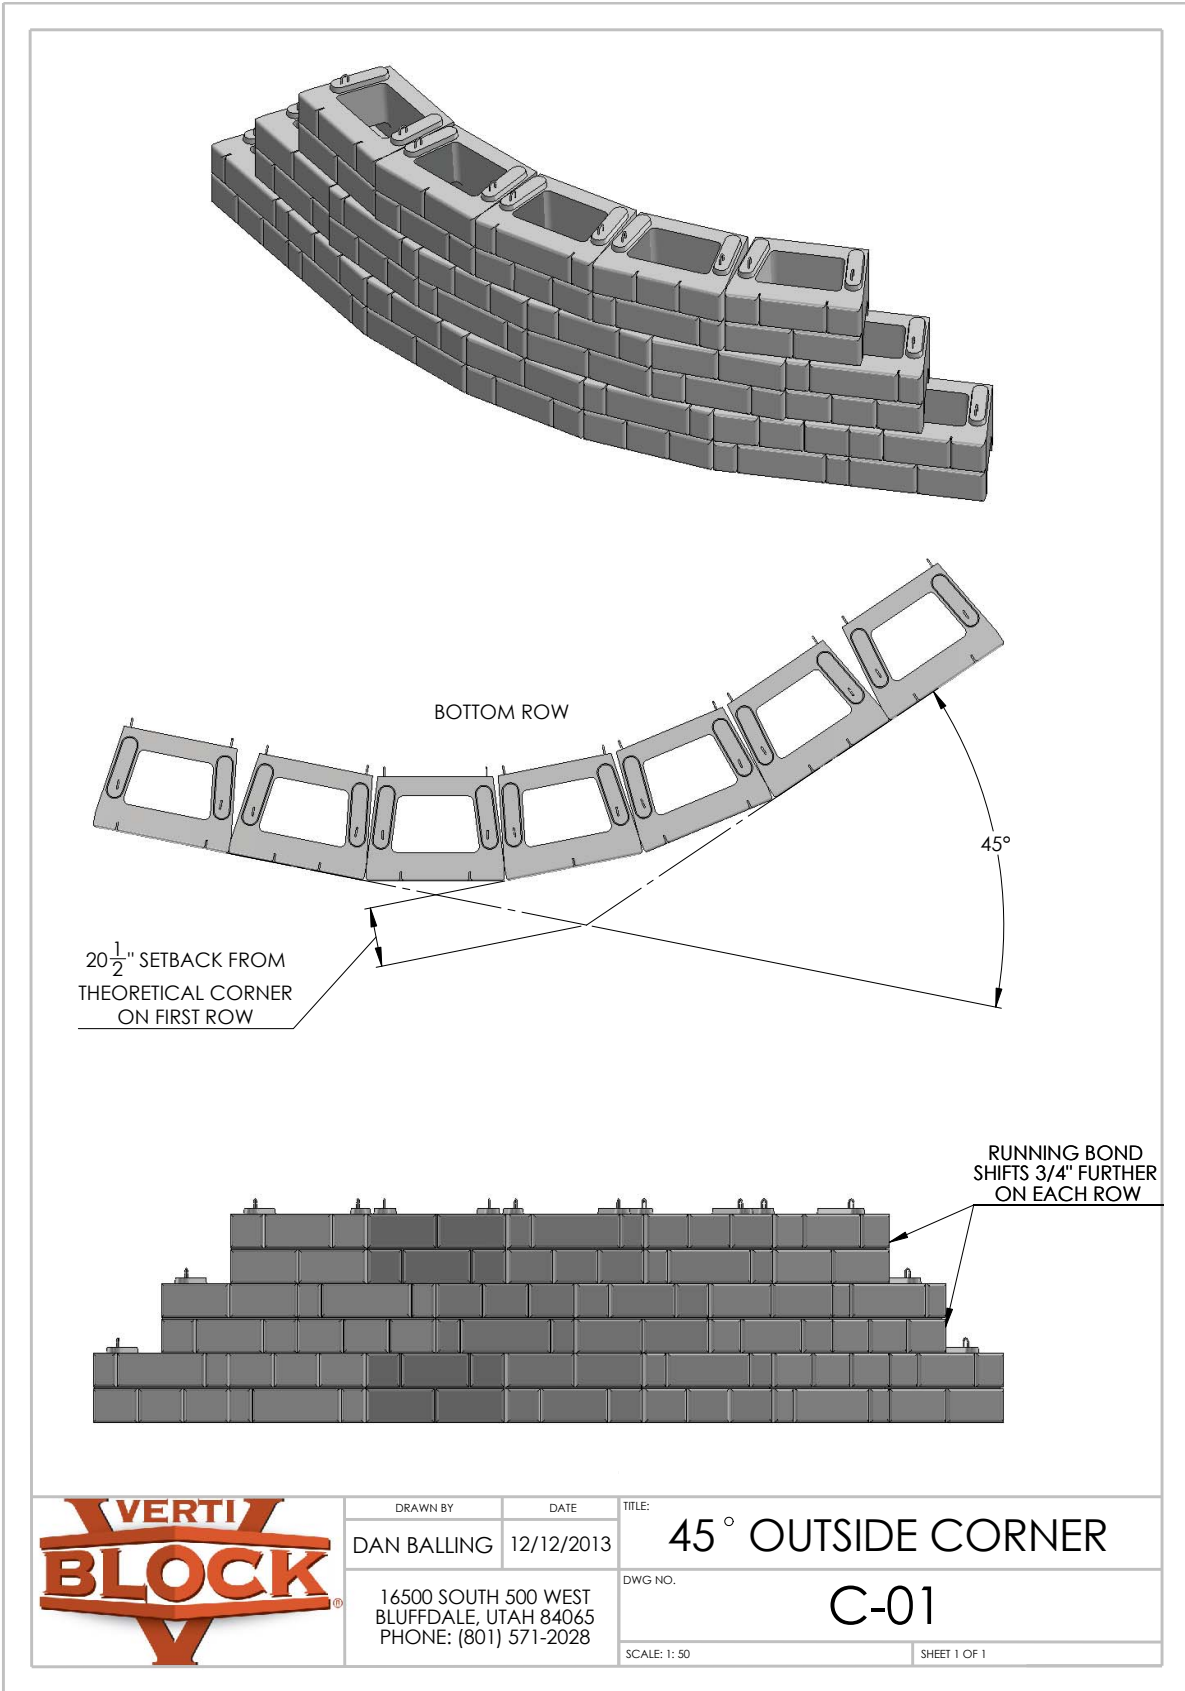 BOTTOM ROW
45°
20 1/2" SETBACK FROM
THEORETICAL CORNER
ON FIRST ROW
RUNNING BOND
SHIFTS 3/4" FURTHER
ON EACH ROW
VERTI
BLOCK®
DRAWN BY
DATE
DAN BALLING
12/12/2013
16500 SOUTH 500 WEST
BLUFFDALE, UTAH 84065
PHONE: (801) 571-2028
TITLE:
45° OUTSIDE CORNER
DWG NO.
C-01
SCALE: 1: 50
SHEET 1 OF 1